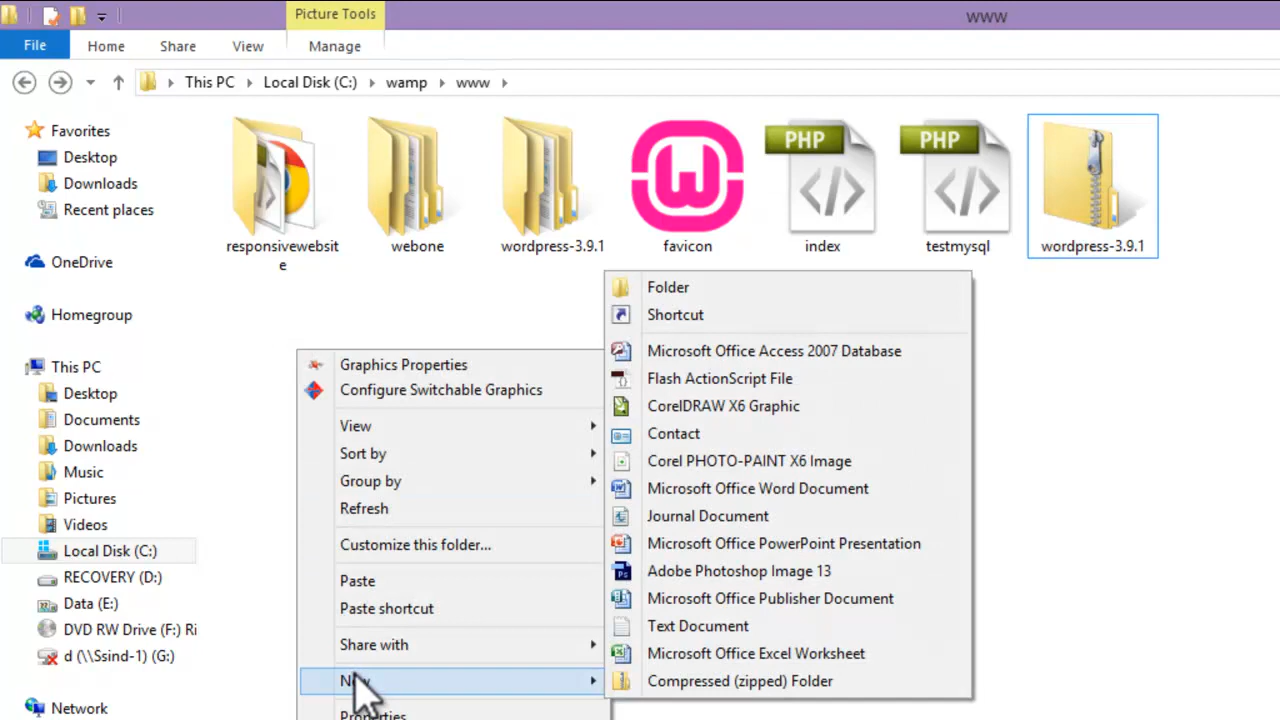 Picture Tools
www
File
Home
Share
View
Manage
This PC
Local Disk (C:)
wamp
www
Favorites
Desktop
Downloads
Recent places
OneDrive
Homegroup
This PC
Desktop
Documents
Downloads
Music
Pictures
Videos
Local Disk (C:)
RECOVERY (D:)
Data (E:)
DVD RW Drive (F:) Ri
d (\\Ssind-1) (G:)
Network
responsivewebsit
e
webone
wordpress-3.9.1
favicon
PHP
index
PHP
testmysql
wordpress-3.9.1
Graphics Properties
Configure Switchable Graphics
View
Sort by
Group by
Refresh
Customize this folder...
Paste
Paste shortcut
Share with
New
Properties
Folder
Shortcut
Microsoft Office Access 2007 Database
Flash ActionScript File
CorelDRAW X6 Graphic
Contact
Corel PHOTO-PAINT X6 Image
Microsoft Office Word Document
Journal Document
Microsoft Office PowerPoint Presentation
Adobe Photoshop Image 13
Microsoft Office Publisher Document
Text Document
Microsoft Office Excel Worksheet
Compressed (zipped) Folder